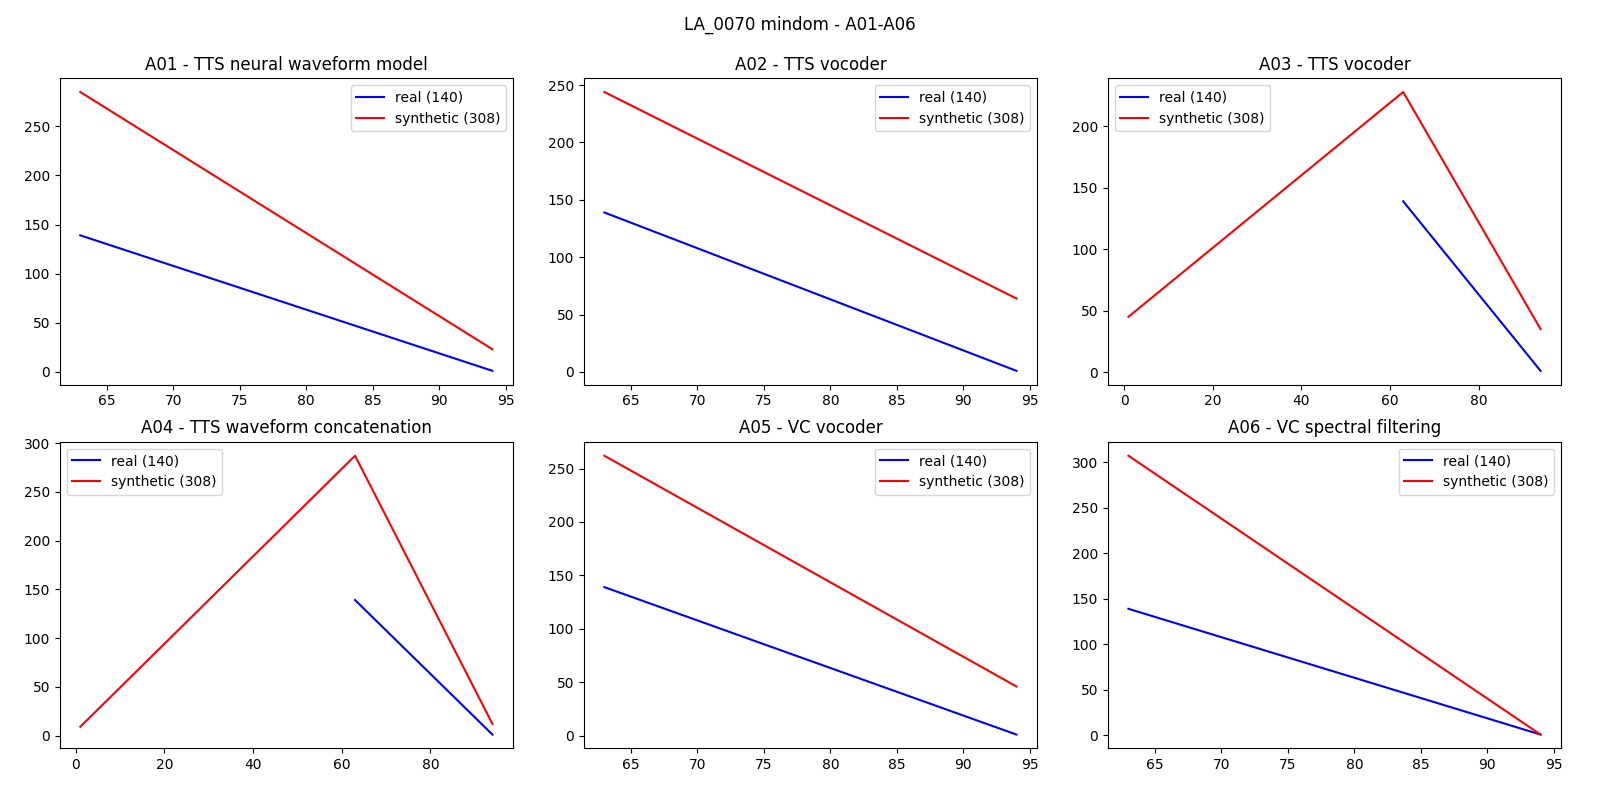 LA_0070 mindom - A01-A06
A01 - TTS neural waveform model
real (140)
synthetic (308)
250
200
150
100
50
0
65 70 75 80 85 90 95
A02 - TTS vocoder
real (140)
synthetic (308)
250
200
150
100
50
0
65 70 75 80 85 90 95
A03 - TTS vocoder
real (140)
synthetic (308)
200
150
100
50
0
0 20 40 60 80
A04 - TTS waveform concatenation
real (140)
synthetic (308)
300
250
200
150
100
50
0
0 20 40 60 80
A05 - VC vocoder
real (140)
synthetic (308)
250
200
150
100
50
0
65 70 75 80 85 90 95
A06 - VC spectral filtering
real (140)
synthetic (308)
300
250
200
150
100
50
0
65 70 75 80 85 90 95